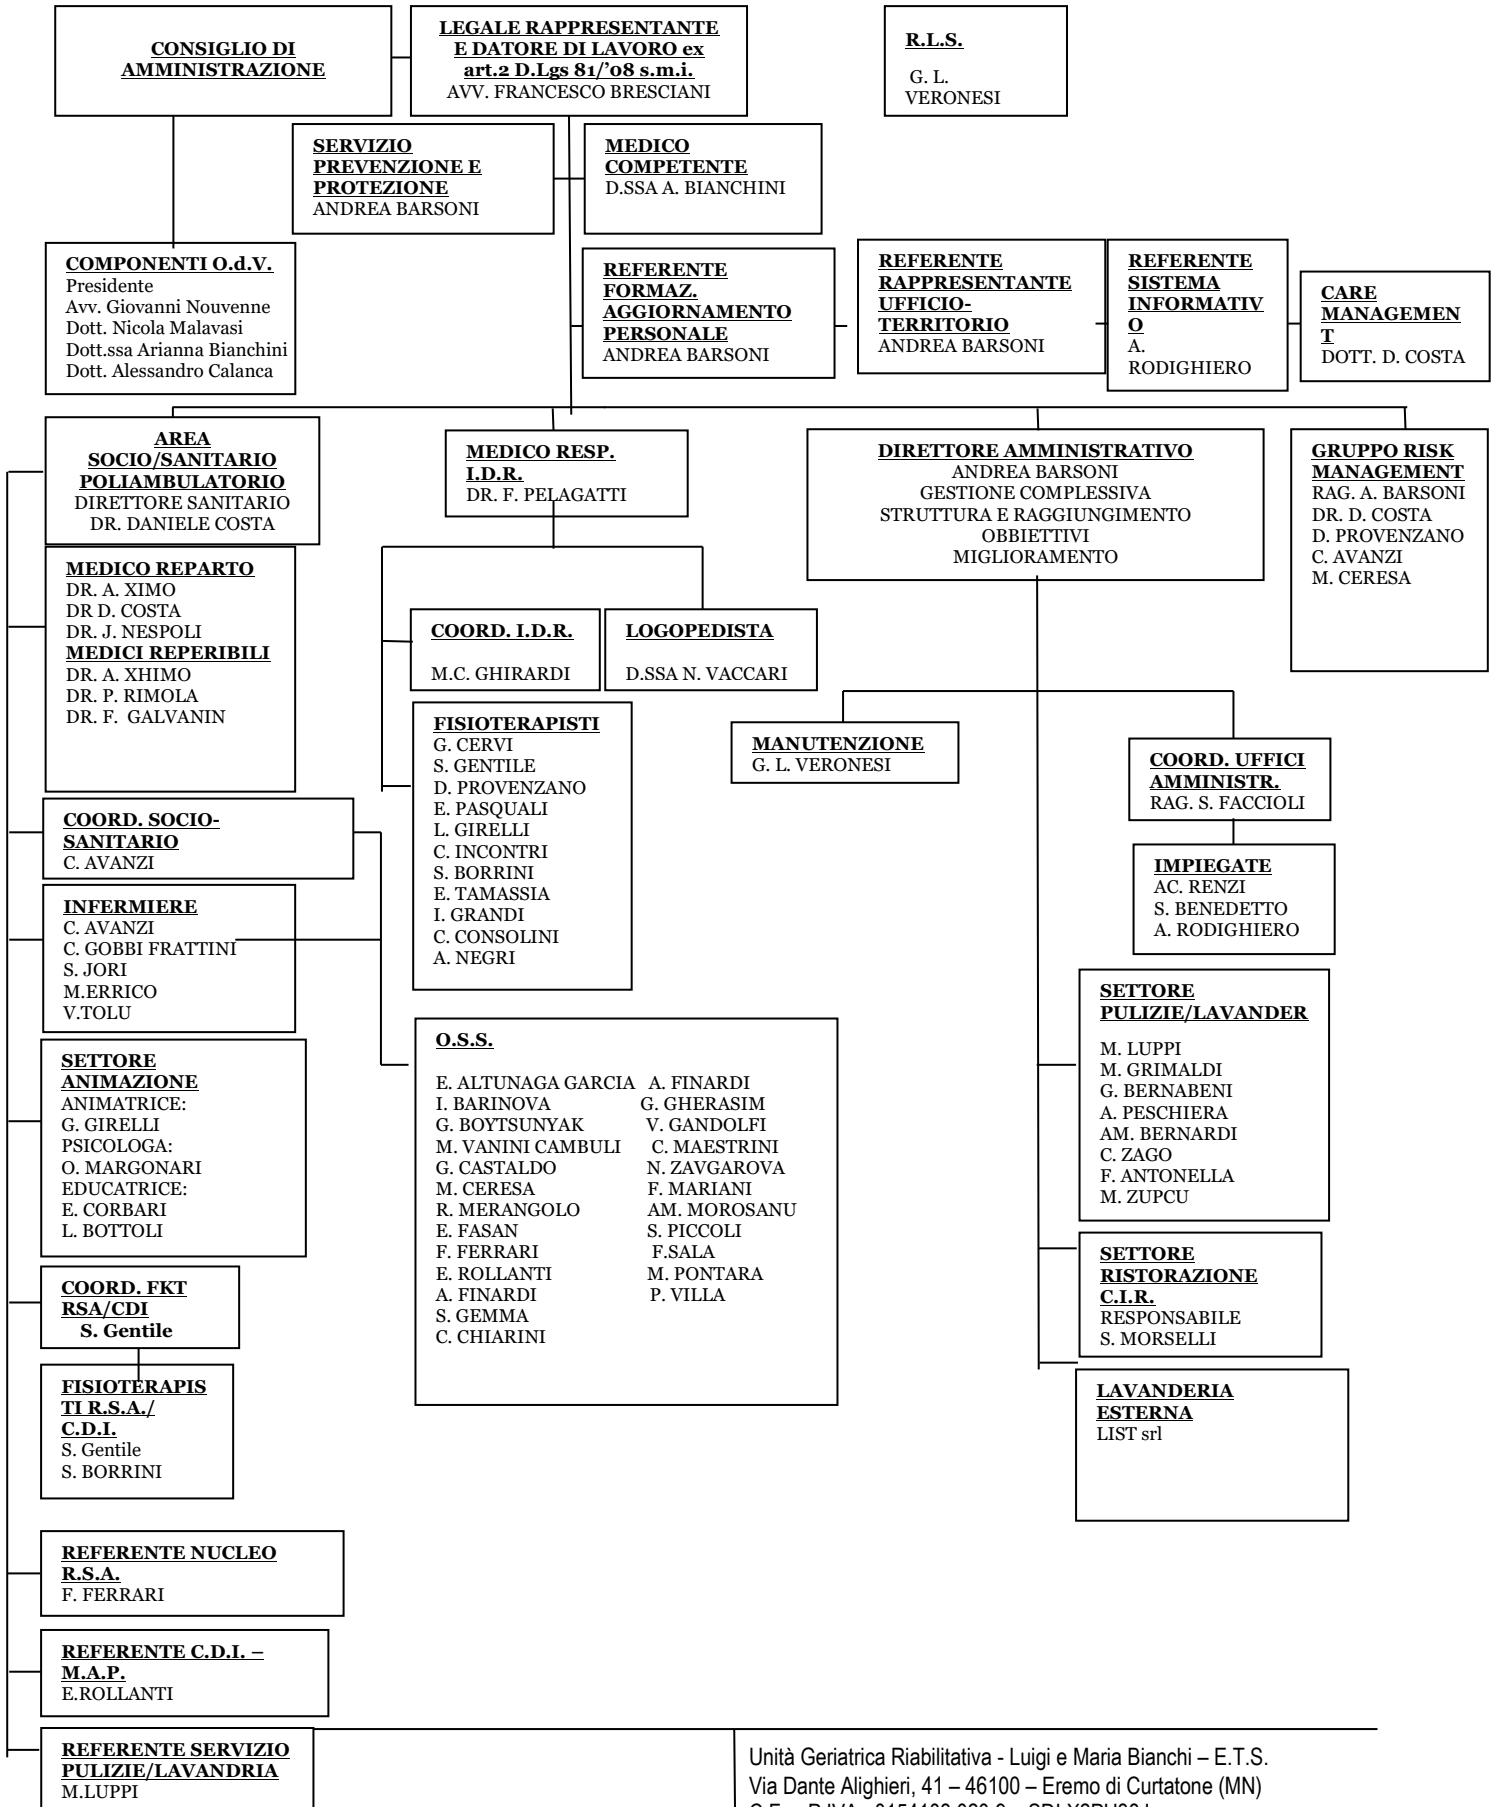 CONSIGLIO DI
AMMINISTRAZIONE
LEGALE RAPPRESENTANTE
E DATORE DI LAVORO ex
art.2 D.Lgs 81/'08 s.m.i.
AVV. FRANCESCO BRESCIANI
R.L.S.
G. L.
VERONESI
SERVIZIO
PREVENZIONE E
PROTEZIONE
ANDREA BARSONI
MEDICO
COMPETENTE
D.SSA A. BIANCHINI
COMPONENTI O.d.V.
Presidente
Avv. Giovanni Nouvenne
Dott. Nicola Malavasi
Dott.ssa Arianna Bianchini
Dott. Alessandro Calanca
REFERENTE
FORMAZ.
AGGIORNAMENTO
PERSONALE
ANDREA BARSONI
REFERENTE
RAPPRESENTANTE
UFFICIO-
TERRITORIO
ANDREA BARSONI
REFERENTE
SISTEMA
INFORMATIV
O
A.
RODIGHIERO
CARE
MANAGEMEN
T
DOTT. D. COSTA
AREA
SOCIO/SANITARIO
POLIAMBULATORIO
DIRETTORE SANITARIO
DR. DANIELE COSTA
MEDICO RESP.
I.D.R.
DR. F. PELAGATTI
DIRETTORE AMMINISTRATIVO
ANDREA BARSONI
GESTIONE COMPLESSIVA
STRUTTURA E RAGGIUNGIMENTO
OBBIETTIVI
MIGLIORAMENTO
GRUPPO RISK
MANAGEMENT
RAG. A. BARSONI
DR. D. COSTA
D. PROVENZANO
C. AVANZI
M. CERESA
MEDICO REPARTO
DR. A. XIMO
DR D. COSTA
DR. J. NESPOLI
MEDICI REPERIBILI
DR. A. XHIMO
DR. P. RIMOLA
DR. F. GALVANIN
COORD. I.D.R.
M.C. GHIRARDI
LOGOPEDISTA
D.SSA N. VACCARI
FISIOTERAPISTI
G. CERVI
S. GENTILE
D. PROVENZANO
E. PASQUALI
L. GIRELLI
C. INCONTRI
S. BORRINI
E. TAMASSIA
I. GRANDI
C. CONSOLINI
A. NEGRI
MANUTENZIONE
G. L. VERONESI
COORD. UFFICI
AMMINISTR.
RAG. S. FACCIOLI
IMPIEGATE
AC. RENZI
S. BENEDETTO
A. RODIGHIERO
COORD. SOCIO-
SANITARIO
C. AVANZI
INFERMIERE
C. AVANZI
C. GOBBI FRATTINI
S. JORI
M.ERRICO
V.TOLU
SETTORE
PULIZIE/LAVANDER
M. LUPPI
M. GRIMALDI
G. BERNABENI
A. PESCHIERA
AM. BERNARDI
C. ZAGO
F. ANTONELLA
M. ZUPCU
O.S.S.
E. ALTUNAGA GARCIA A. FINARDI
I. BARINOVA G. GHERASIM
G. BOYTSUNYAK V. GANDOLFI
M. VANINI CAMBULI C. MAESTRINI
G. CASTALDO N. ZAVGAROVA
M. CERESA F. MARIANI
R. MERANGOLO AM. MOROSANU
E. FASAN S. PICCOLI
F. FERRARI F.SALA
E. ROLLANTI M. PONTARA
A. FINARDI P. VILLA
S. GEMMA
C. CHIARINI
SETTORE
ANIMAZIONE
ANIMATRICE:
G. GIRELLI
PSICOLOGA:
O. MARGONARI
EDUCATRICE:
E. CORBARI
L. BOTTOLI
SETTORE
RISTORAZIONE
C.I.R.
RESPONSABILE
S. MORSELLI
COORD. FKT
RSA/CDI
S. Gentile
FISIOTERAPIS
TI R.S.A./
C.D.I.
S. Gentile
S. BORRINI
LAVANDERIA
ESTERNA
LIST srl
REFERENTE NUCLEO
R.S.A.
F. FERRARI
REFERENTE C.D.I. –
M.A.P.
E.ROLLANTI
REFERENTE SERVIZIO
PULIZIE/LAVANDRIA
M.LUPPI
Unità Geriatrica Riabilitativa - Luigi e Maria Bianchi – E.T.S.
Via Dante Alighieri, 41 – 46100 – Eremo di Curtatone (MN)